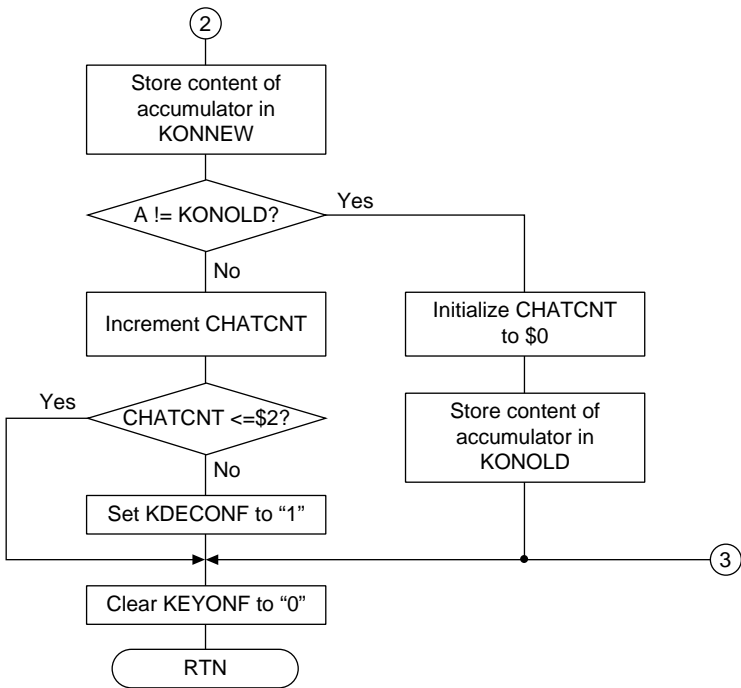 2
Store content of
accumulator in
KONNEW
A != KONOLD?
Yes
No
Increment CHATCNT
Initialize CHATCNT
to $0
Yes
CHATCNT <=$2?
Store content of
accumulator in
KONOLD
No
Set KDECONF to “1”
3
Clear KEYONF to “0”
RTN